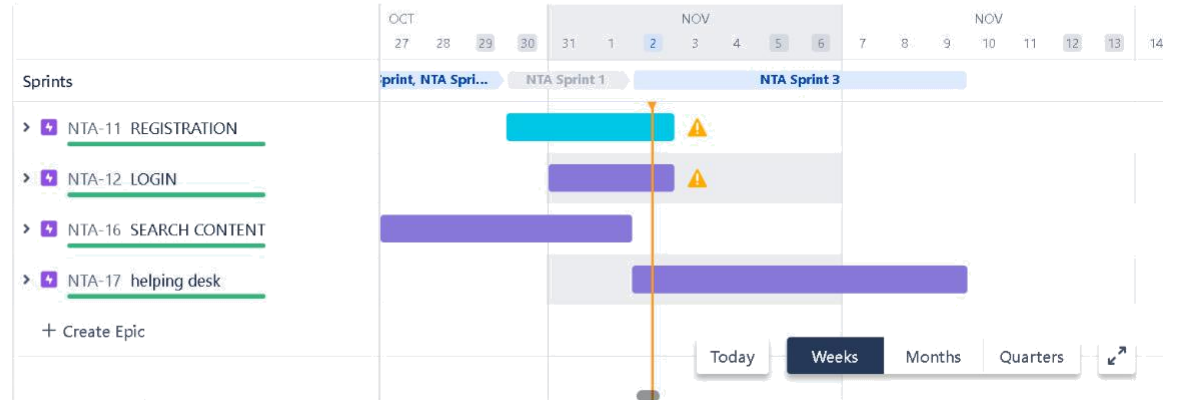 OCT NOV NOV
27 28 29 30 31 1 2 3 4 5 6 7 8 9 10 11 12 13 14
Sprints print, NTA Spri... NTA Sprint 1 NTA Sprint 3
NTA-11 REGISTRATION
NTA-12 LOGIN
NTA-16 SEARCH CONTENT
NTA-17 helping desk
+ Create Epic
Today Weeks Months Quarters